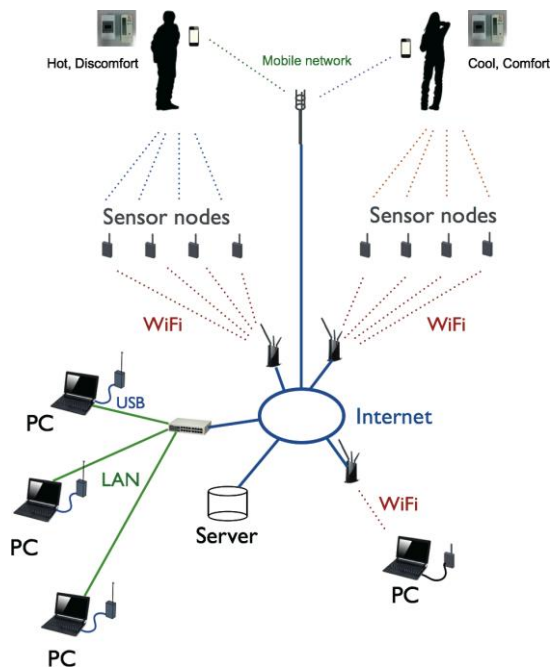 Hot, Discomfort
Mobile network
Cool, Comfort
Sensor nodes
Sensor nodes
WiFi
WiFi
USB
PC
Internet
LAN
PC
Server
WiFi
PC
PC